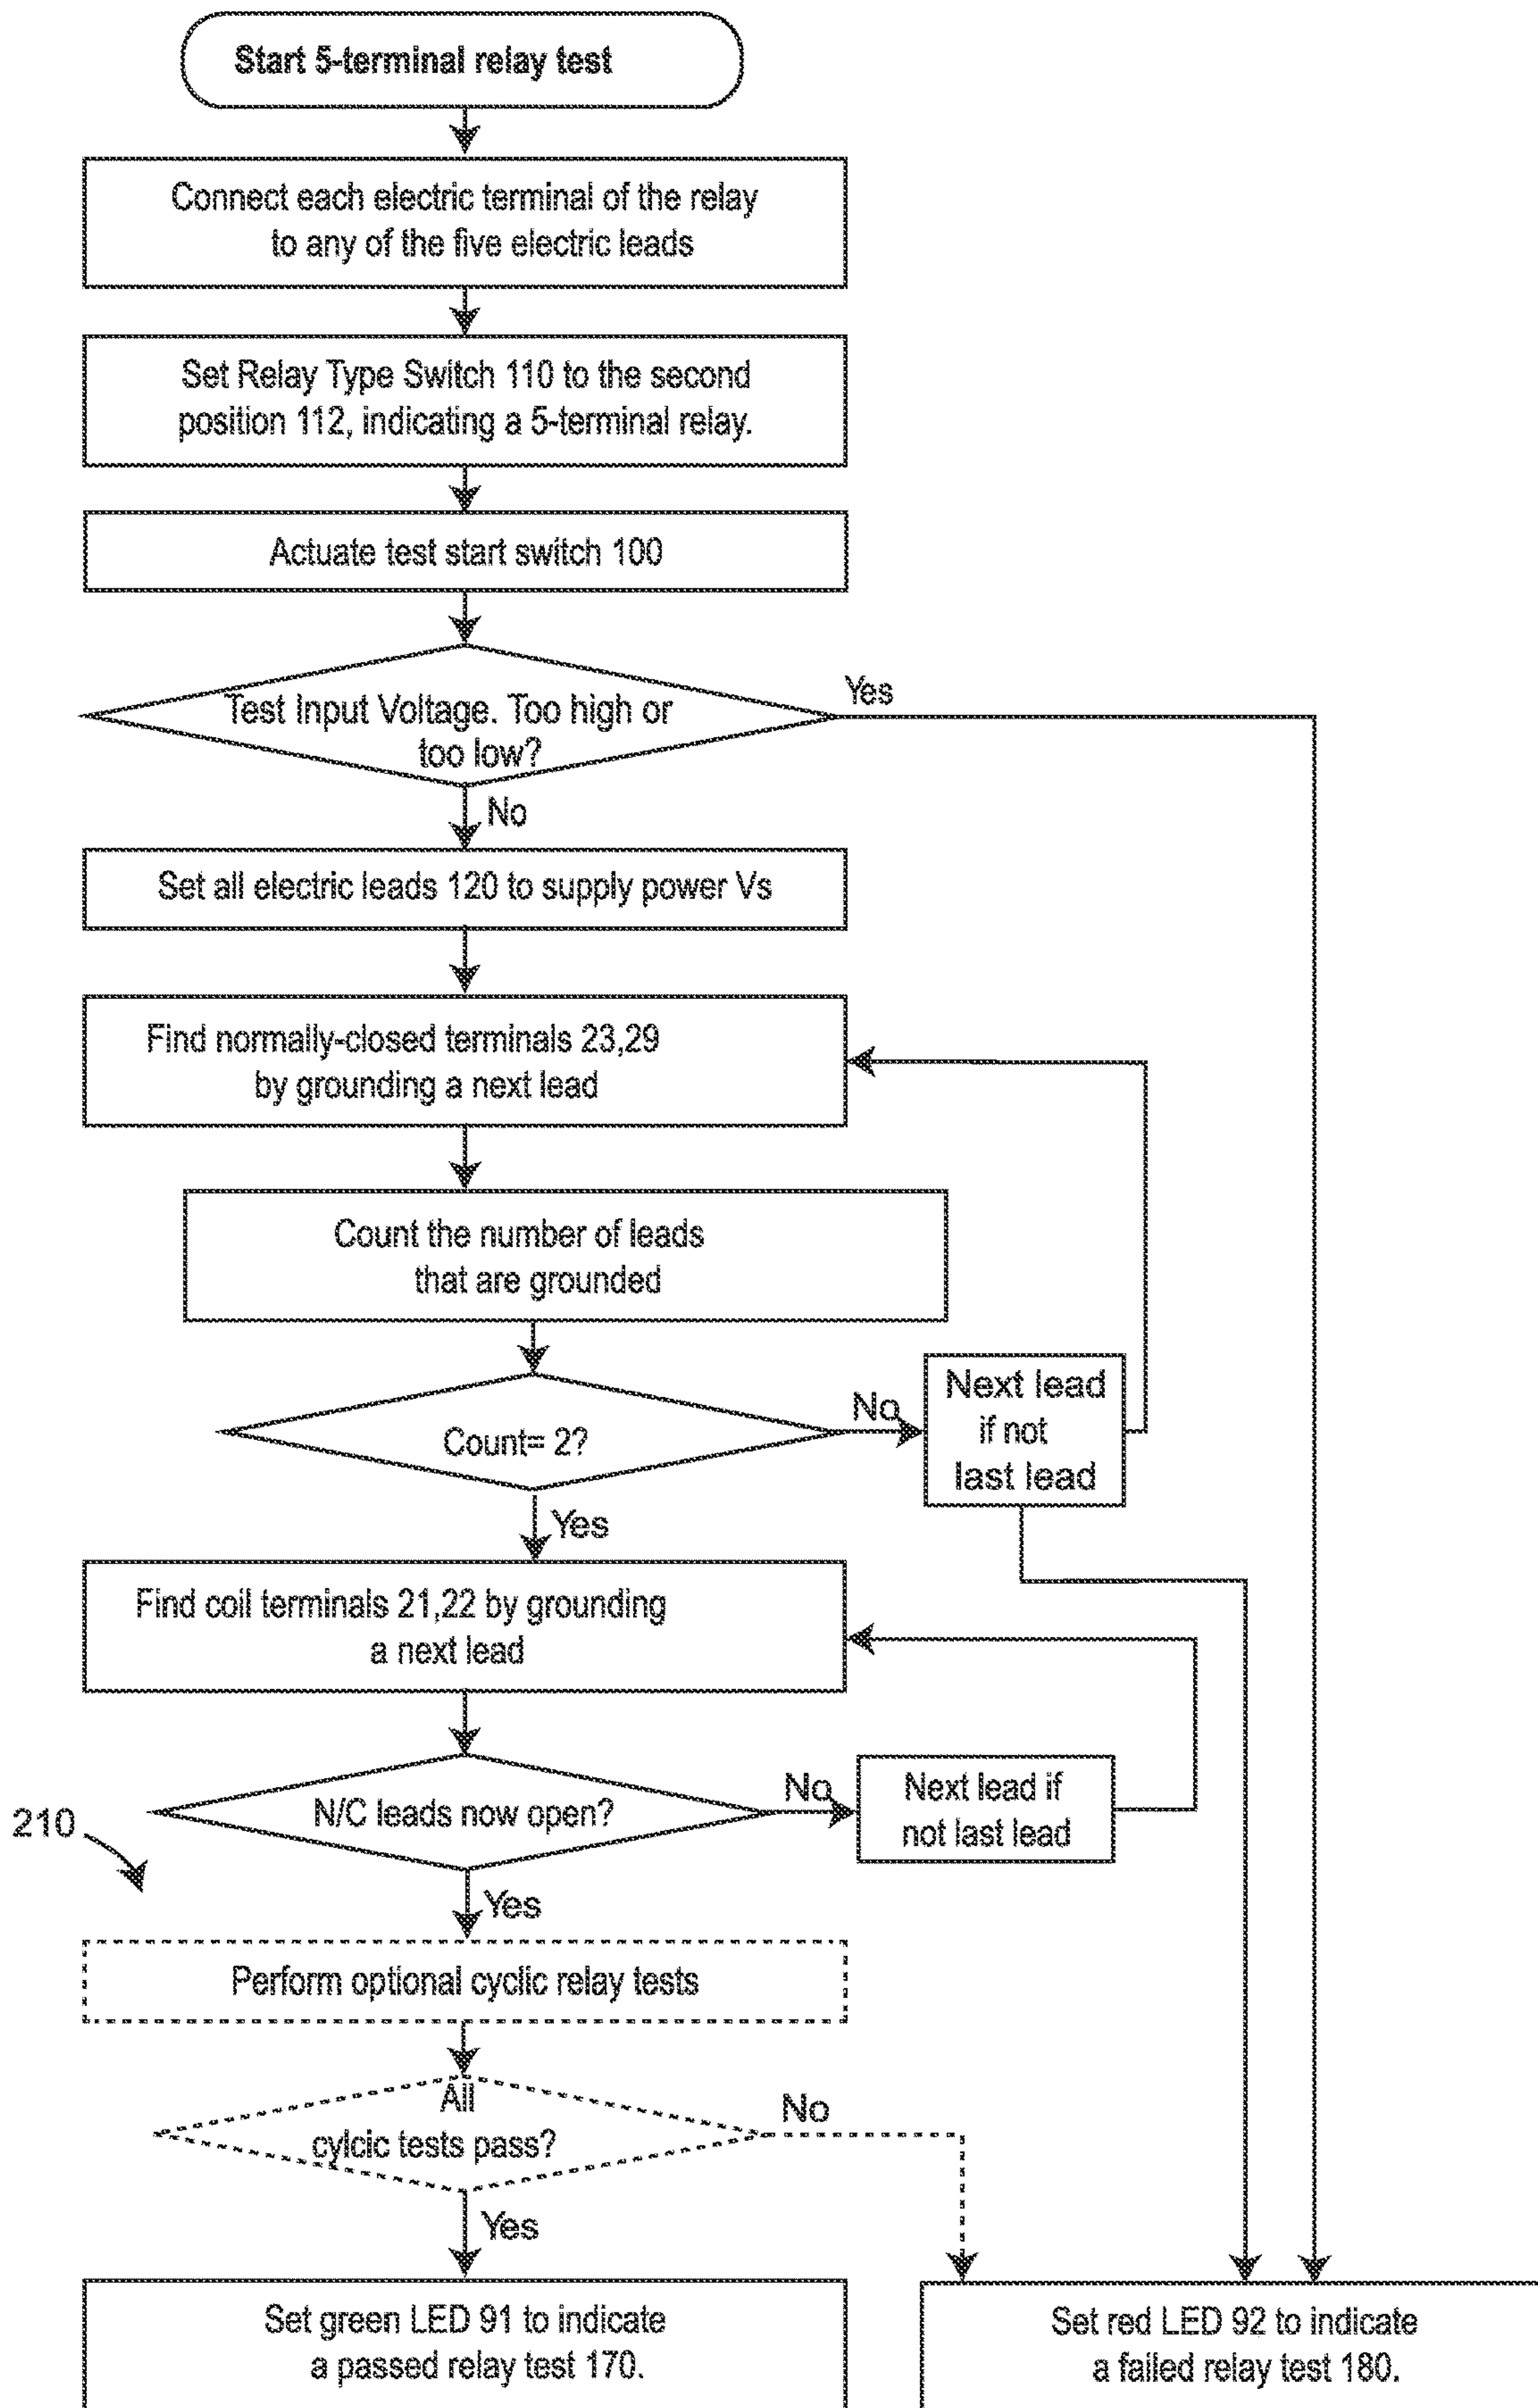 Start 5-terminal relay test
Connect each electric terminal of the relay
to any of the five electric leads
Set Relay Type Switch 110 to the second
position 112, indicating a 5-terminal relay.
Actuate test start switch 100
Test Input Voltage. Too high or
too low?
Yes
No
Set all electric leads 120 to supply power Vs
Find normally-closed terminals 23,29
by grounding a next lead
Count the number of leads
that are grounded
Count= 2?
No
Next lead
if not
last lead
Yes
Find coil terminals 21,22 by grounding
a next lead
N/C leads now open?
No
Next lead if
not last lead
210
Yes
Perform optional cyclic relay tests
All
cylcic tests pass?
No
Yes
Set green LED 91 to indicate
a passed relay test 170.
Set red LED 92 to indicate
a failed relay test 180.